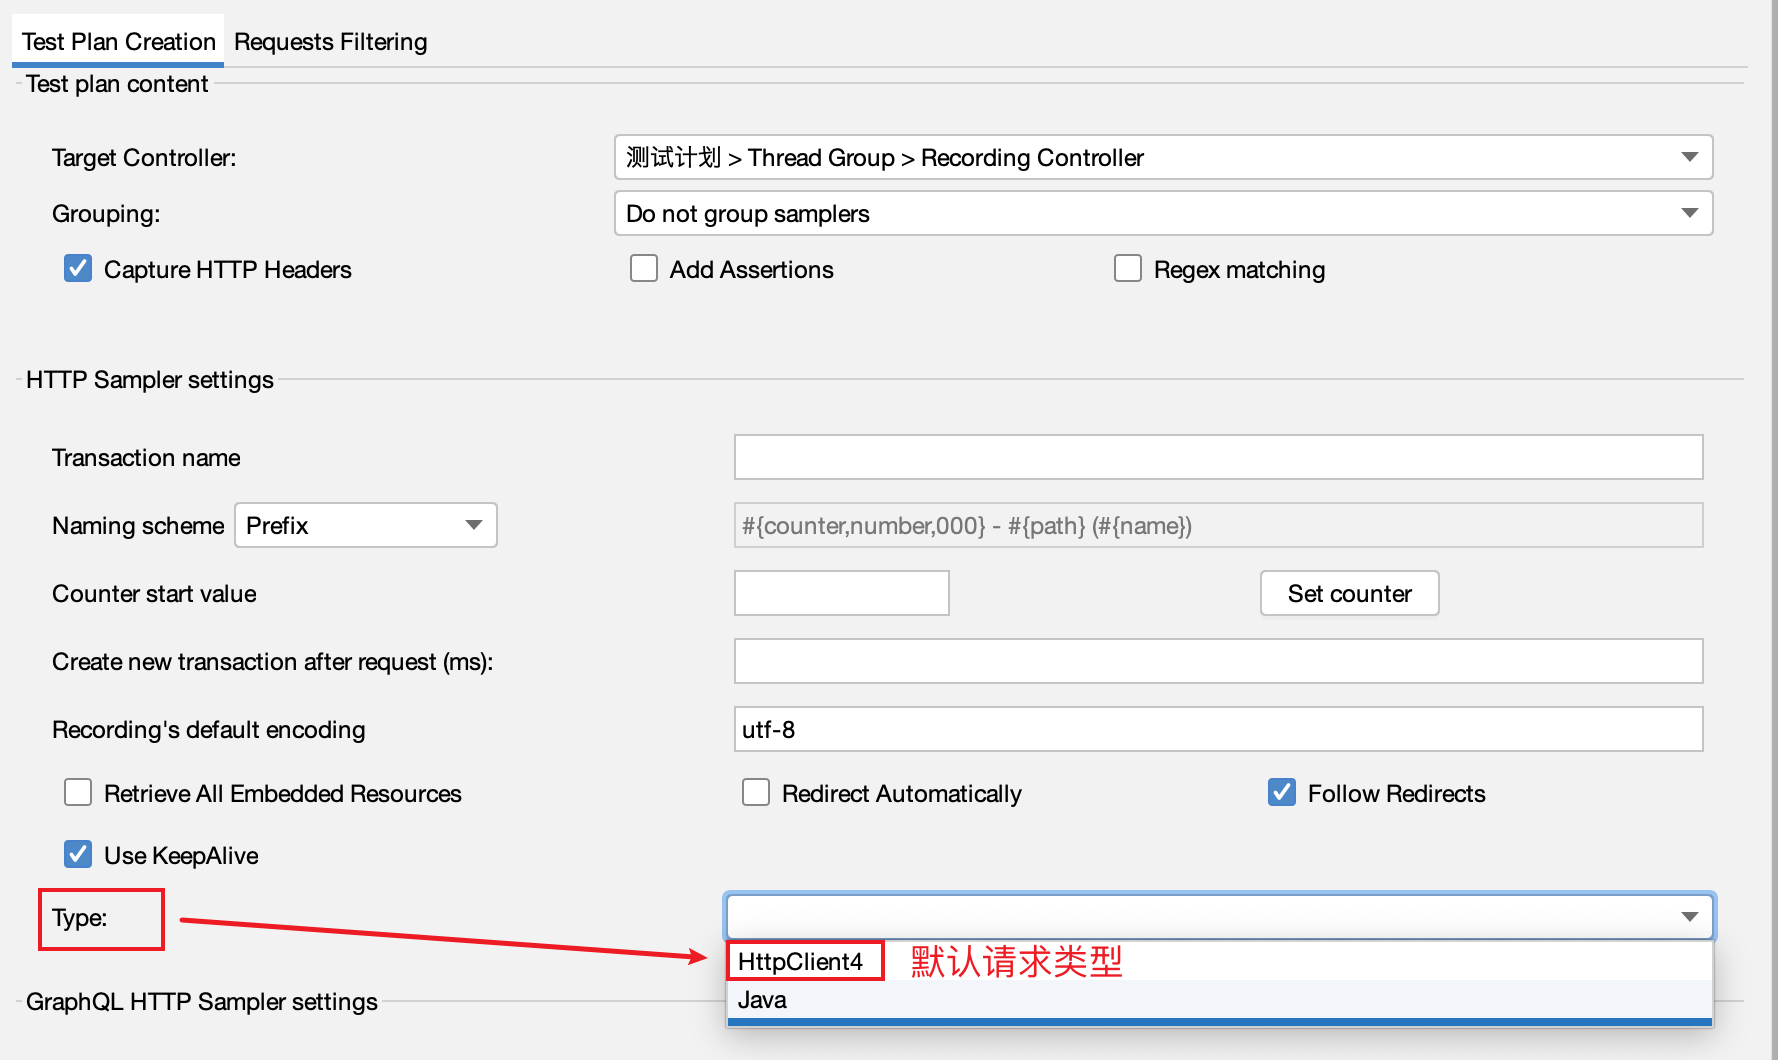 Test Plan Creation Requests Filtering
Test plan content
Target Controller: 测试计划 > Thread Group > Recording Controller
Grouping: Do not group samplers
Capture HTTP Headers Add Assertions Regex matching
HTTP Sampler settings
Transaction name
Naming scheme Prefix #{counter,number,000} - #{path} (#{name})
Counter start value Set counter
Create new transaction after request (ms):
Recording's default encoding utf-8
Retrieve All Embedded Resources Redirect Automatically Follow Redirects
Use KeepAlive
Type:
HttpClient4 默认请求类型
Java
GraphQL HTTP Sampler settings